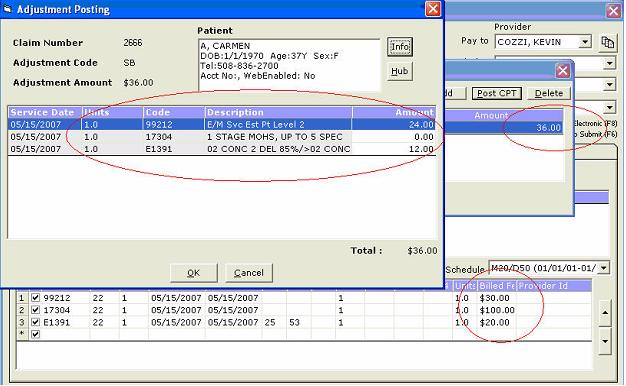 Adjustment Posting
Claim Number 2666
Adjustment Code SB
Adjustment Amount $36.00
Patient
A, CARMEN
DOB:1/1/1970 Age:37Y Sex:F
Tel:508-836-2700
Acct No:, WebEnabled: No
Info
Hub
Provider
Pay to COZZI, KEVIN
Post CPT Delete
Amount
36.00
Electronic (F8)
to Submit (F6)
Service Date Units Code Description Amount
05/15/2007 1.0 99212 E/M Svc Est Pt Level 2 24.00
05/15/2007 1.0 17304 1 STAGE MOHS, UP TO 5 SPEC 0.00
05/15/2007 1.0 E1391 02 CONC 2 DEL 85%/>02 CONC 12.00
Total : $36.00
OK Cancel
Schedule M20/D50 (01/01/01-01/
Units Billed Fe Provider Id
1 99212 22 1 05/15/2007 05/15/2007 1 1.0 $30.00
2 17304 22 1 05/15/2007 05/15/2007 1 1.0 $100.00
3 E1391 22 1 05/15/2007 05/15/2007 25 53 1 1.0 $20.00
*